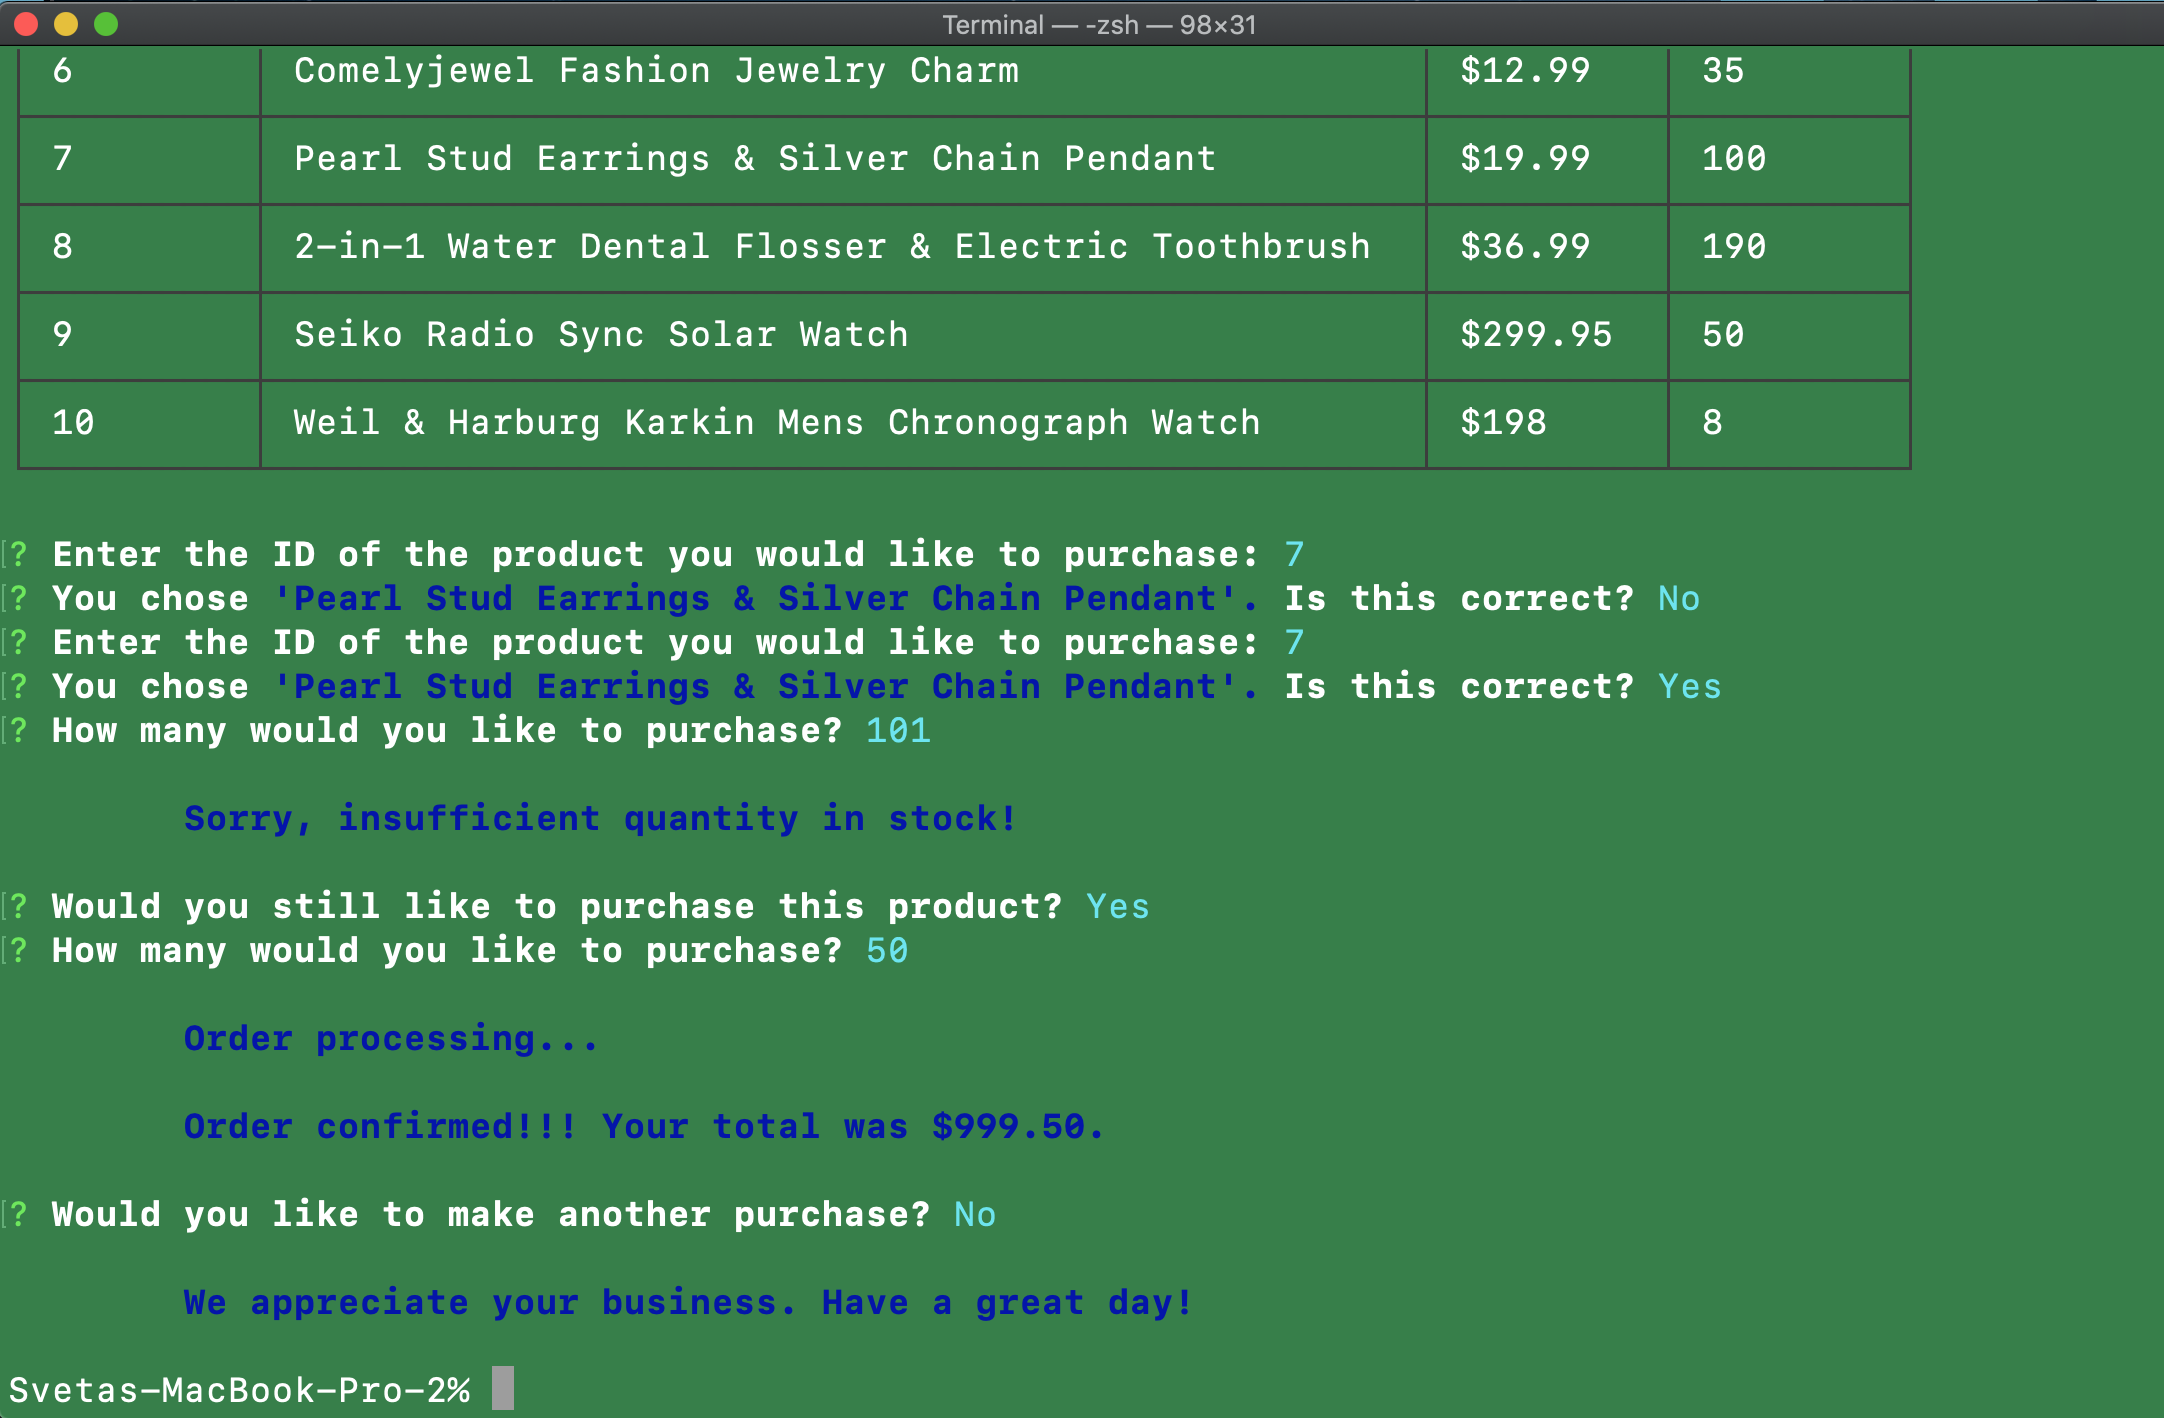 Terminal — -zsh — 98×31
6 Comelyjewel Fashion Jewelry Charm $12.99 35
7 Pearl Stud Earrings & Silver Chain Pendant $19.99 100
8 2-in-1 Water Dental Flosser & Electric Toothbrush $36.99 190
9 Seiko Radio Sync Solar Watch $299.95 50
10 Weil & Harburg Karkin Mens Chronograph Watch $198 8
? Enter the ID of the product you would like to purchase: 7
? You chose 'Pearl Stud Earrings & Silver Chain Pendant'. Is this correct? No
? Enter the ID of the product you would like to purchase: 7
? You chose 'Pearl Stud Earrings & Silver Chain Pendant'. Is this correct? Yes
? How many would you like to purchase? 101
Sorry, insufficient quantity in stock!
? Would you still like to purchase this product? Yes
? How many would you like to purchase? 50
Order processing...
Order confirmed!!! Your total was $999.50.
? Would you like to make another purchase? No
We appreciate your business. Have a great day!
Svetas-MacBook-Pro-2%